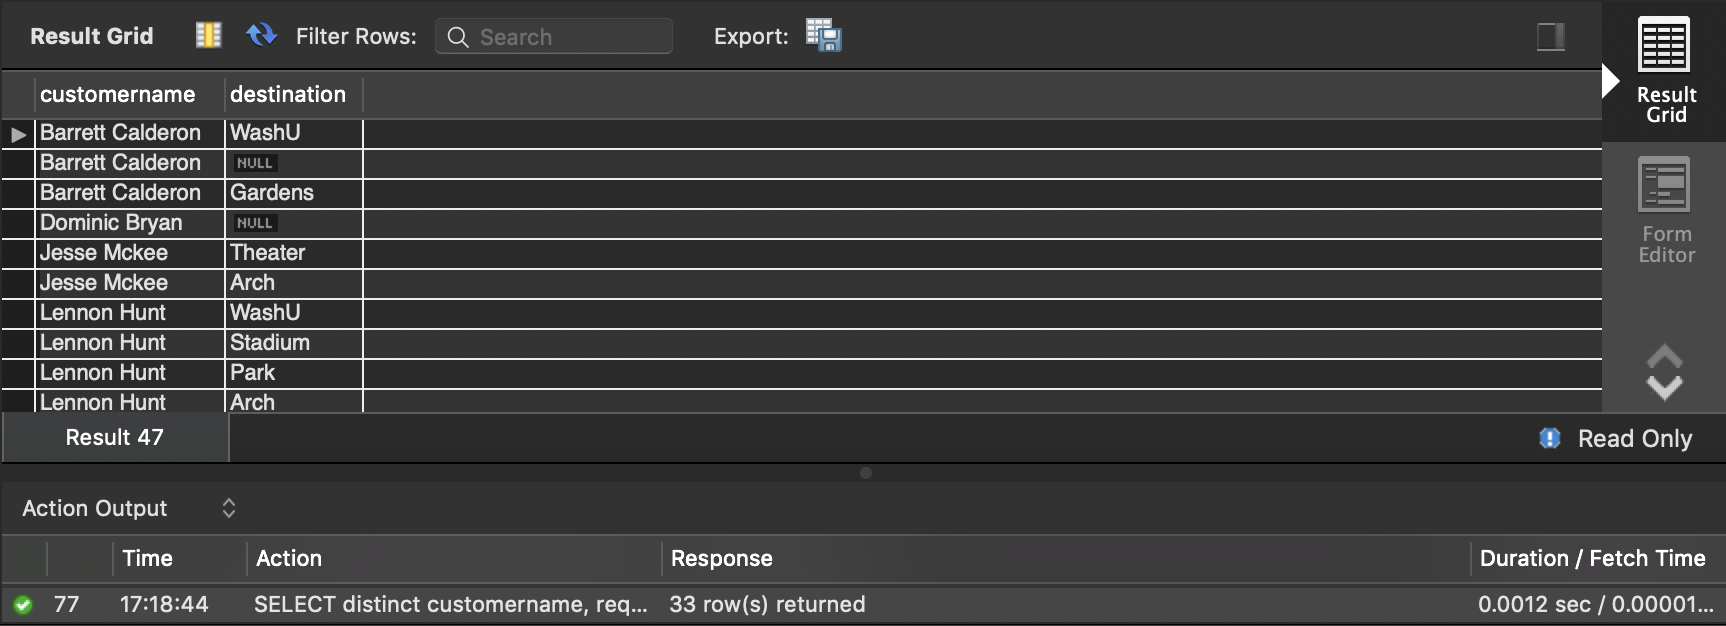 Result Grid Filter Rows: Search Export:
Result
Grid
customername destination
Barrett Calderon WashU
Barrett Calderon NULL
Barrett Calderon Gardens
Dominic Bryan NULL
Jesse Mckee Theater
Jesse Mckee Arch
Lennon Hunt WashU
Lennon Hunt Stadium
Lennon Hunt Park
Lennon Hunt Arch
Form
Editor
Result 47 Read Only
Action Output
Time Action Response Duration / Fetch Time
77 17:18:44 SELECT distinct customername, req... 33 row(s) returned 0.0012 sec / 0.00001...